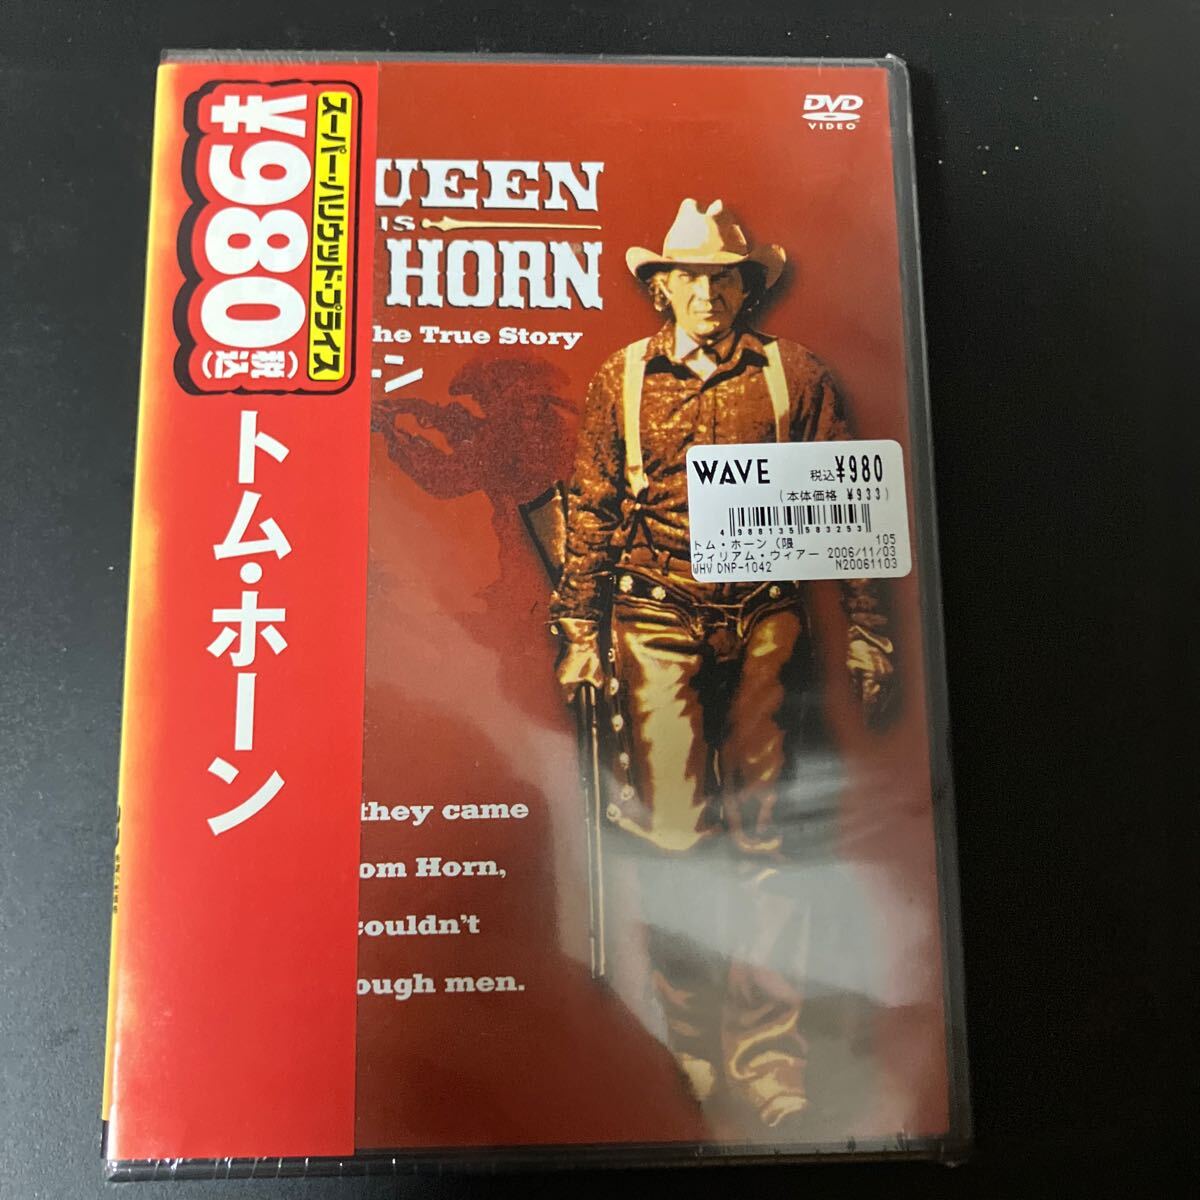 スーパー・ハリウッド・プライス
¥980
(税込)
トム・ホーン
DVD
VIDEO
UEEN
IS
HORN
he True Story
ーン
they came
om Horn,
couldn't
ough men.
WAVE 税込¥980
(本体価格 ¥933)
4 988135 583253
トム・ホーン (限 105
ウィリアム・ウィアー 2006/11/03
WHV DNP-1042 N20061103